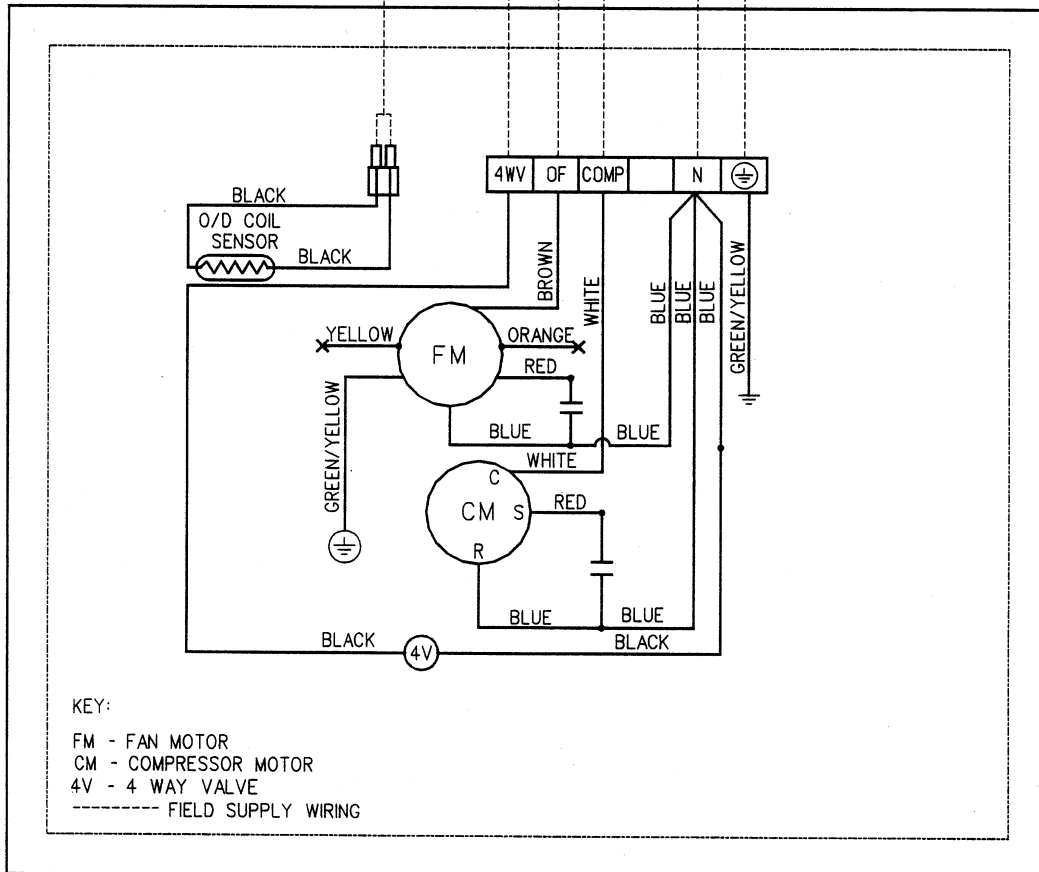 4WV OF COMP N
BLACK
O/D COIL
SENSOR
BLACK
BROWN
WHITE
BLUE
BLUE
BLUE
GREEN/YELLOW
YELLOW
ORANGE
FM
RED
GREEN/YELLOW
BLUE
BLUE
WHITE
C
CM
S
RED
R
BLUE
BLUE
BLACK
4V
BLACK
KEY:
FM - FAN MOTOR
CM - COMPRESSOR MOTOR
4V - 4 WAY VALVE
--------- FIELD SUPPLY WIRING